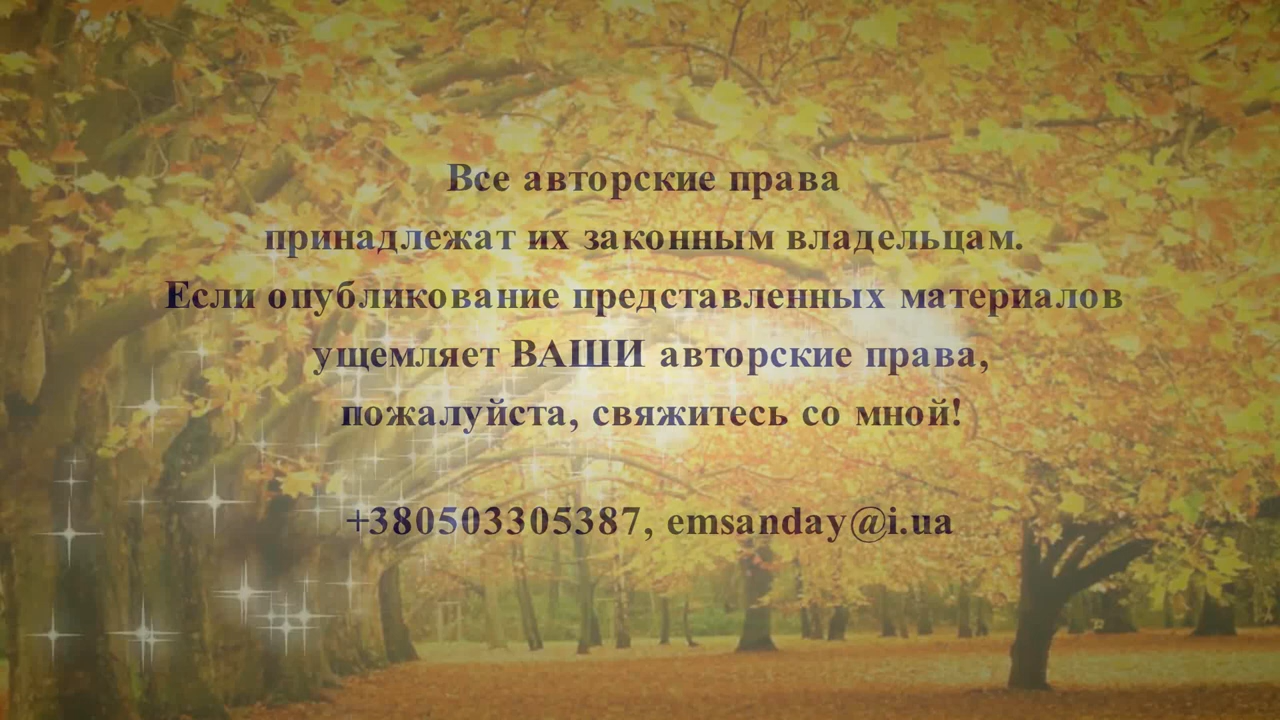 Все авторские права
принадлежат их законным владельцам.
Если опубликование представленных материалов
ущемляет ВАШИ авторские права,
пожалуйста, свяжитесь со мной!
+380503305387, emsanday@i.ua